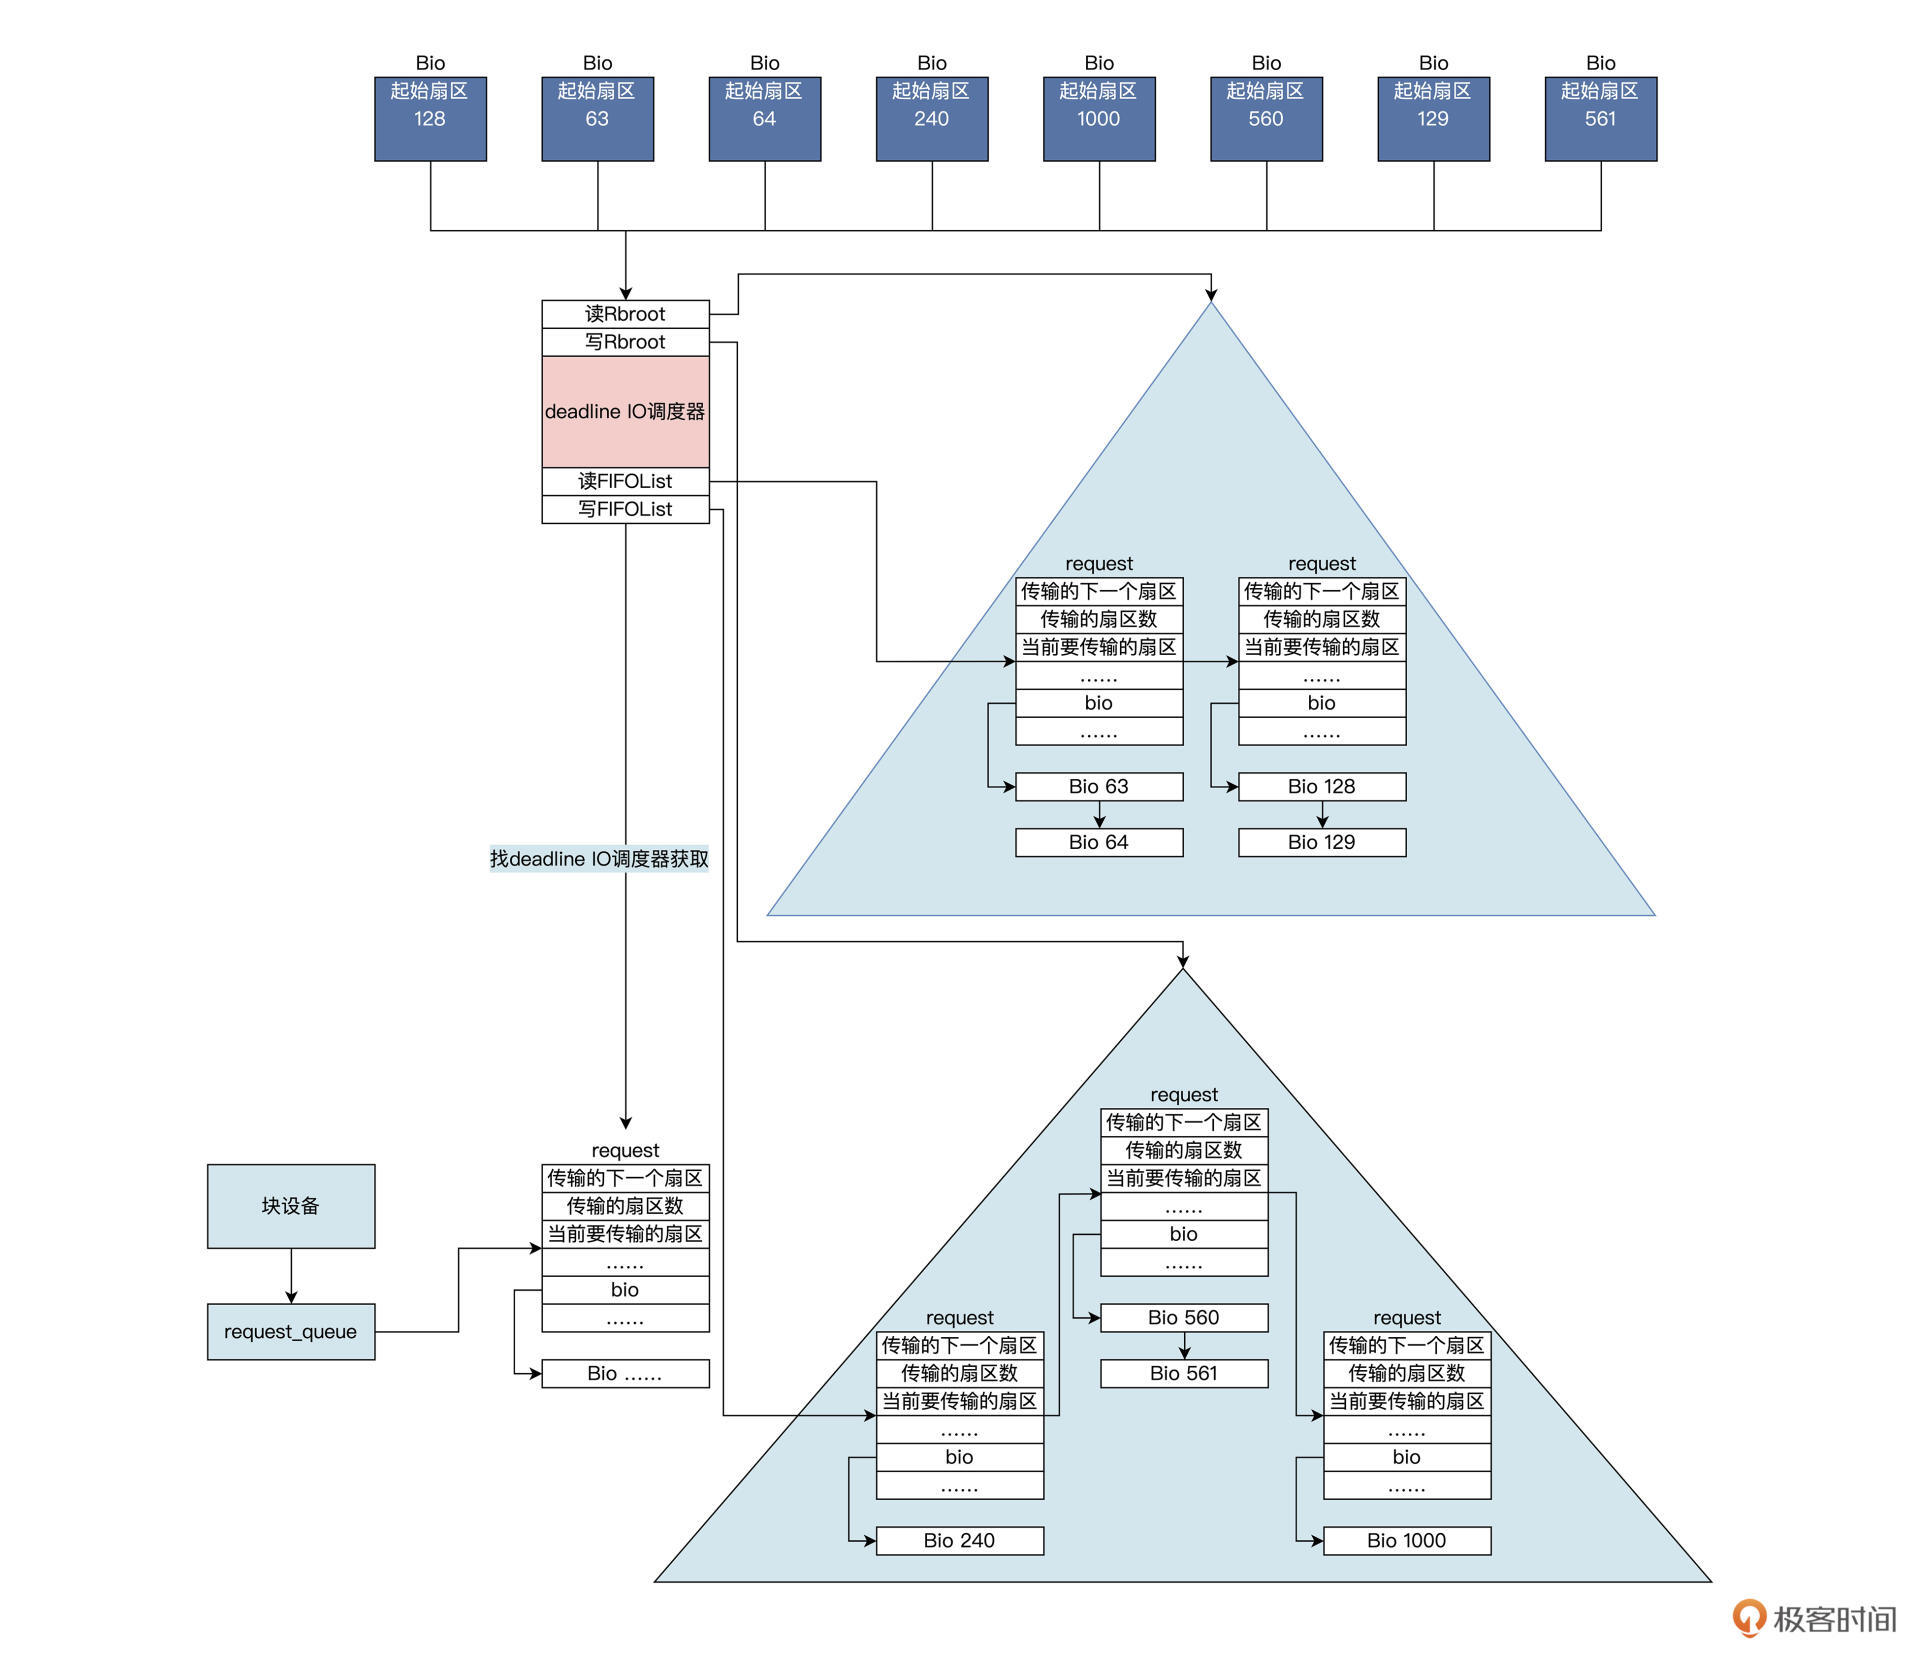 Bio
Bio
Bio
Bio
Bio
Bio
Bio
Bio
起始扇区
128
起始扇区
63
起始扇区
64
起始扇区
240
起始扇区
1000
起始扇区
560
起始扇区
129
起始扇区
561
读Rbroot
写Rbroot
deadline IO调度器
读FIFOList
写FIFOList
request
传输的下一个扇区
传输的扇区数
当前要传输的扇区
……
bio
……
Bio 63
Bio 64
request
传输的下一个扇区
传输的扇区数
当前要传输的扇区
……
bio
……
Bio 128
Bio 129
找deadline IO调度器获取
块设备
request_queue
request
传输的下一个扇区
传输的扇区数
当前要传输的扇区
……
bio
……
Bio ……
request
传输的下一个扇区
传输的扇区数
当前要传输的扇区
……
bio
……
Bio 560
Bio 561
request
传输的下一个扇区
传输的扇区数
当前要传输的扇区
……
bio
……
Bio 240
request
传输的下一个扇区
传输的扇区数
当前要传输的扇区
……
bio
……
Bio 1000
极客时间